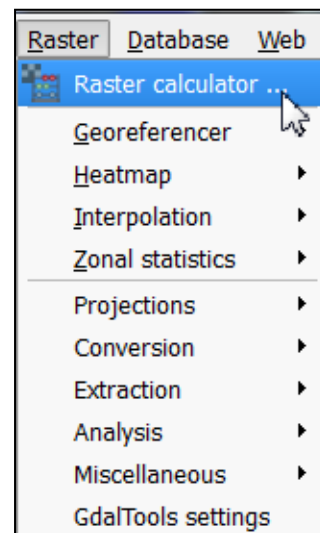 Raster Database Web
Raster calculator ...
Georeferencer
Heatmap
Interpolation
Zonal statistics
Projections
Conversion
Extraction
Analysis
Miscellaneous
GdalTools settings